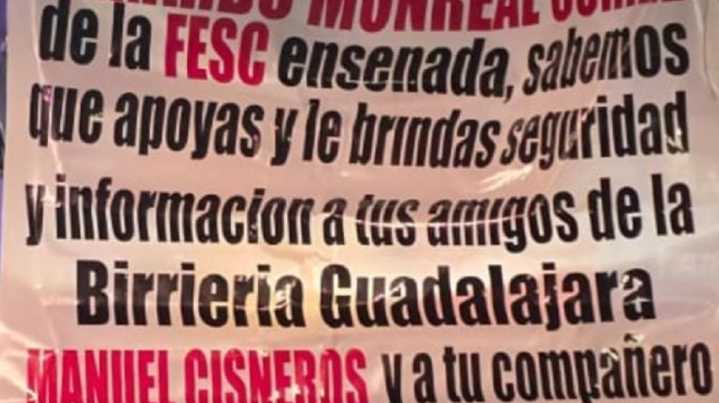 MONREAL
de la FESC ensenada, sabemos
que apoyas y le brindas seguridad
y informacion a tus amigos de la
Birrieria Guadalajara
MANUEL CISNEROS y a tu compañero